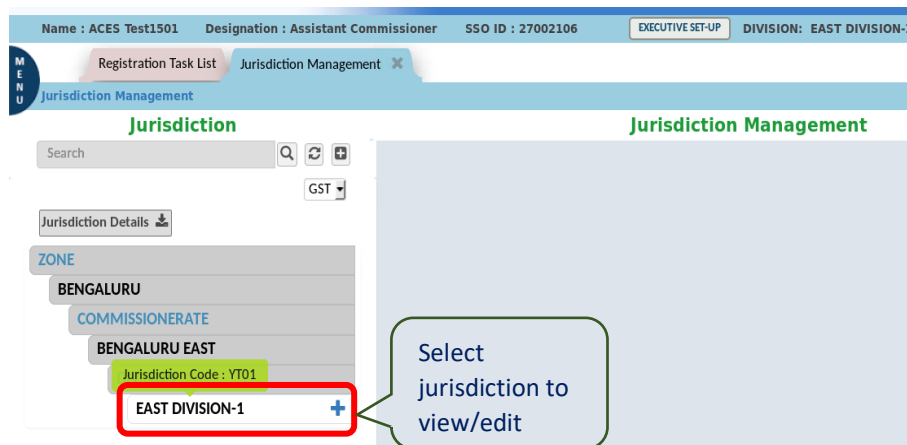 Name : ACES Test1501 Designation : Assistant Commissioner SSO ID : 27002106 EXECUTIVE SET-UP DIVISION: EAST DIVISION-
MENU
Registration Task List Jurisdiction Management ✖
Jurisdiction Management
Jurisdiction
Jurisdiction Management
Search
GST
Jurisdiction Details
ZONE
BENGALURU
COMMISSIONERATE
BENGALURU EAST
Jurisdiction Code : YT01
EAST DIVISION-1
Select
jurisdiction to
view/edit